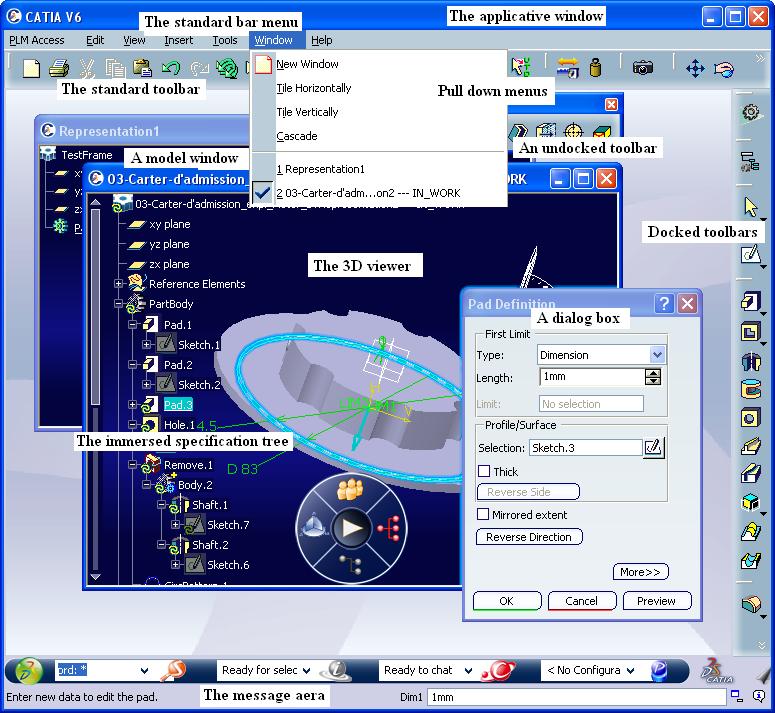 CATIA V6
The applicative window
The standard bar menu
PLM Access Edit View Insert Tools Window Help
The standard toolbar
New Window
Tile Horizontally
Tile Vertically
Cascade
1 Representation1
2 03-Carter-d'adm...on2 --- IN_WORK
Pull down menus
An undocked toolbar
Docked toolbars
Representation1
TestFrame
A model window
03-Carter-d'admission_
RK
xy plane
yz plane
zx plane
Reference Elements
PartBody
Pad.1
Sketch.1
Pad.2
Sketch.2
Pad.3
Hole.1
4.5
The immersed specification tree
D 83
Remove.1
Body.2
Shaft.1
Sketch.7
Shaft.2
Sketch.6
The 3D viewer
Pad Definition
A dialog box
First Limit
Type: Dimension
Length: 1mm
Limit: No selection
Profile/Surface
Selection: Sketch.3
Thick
Reverse Side
Mirrored extent
Reverse Direction
More>>
OK Cancel Preview
prd: *
Ready for selec
Ready to chat
< No Configura
CATIA
Enter new data to edit the pad.
The message aera
Dim1 1mm